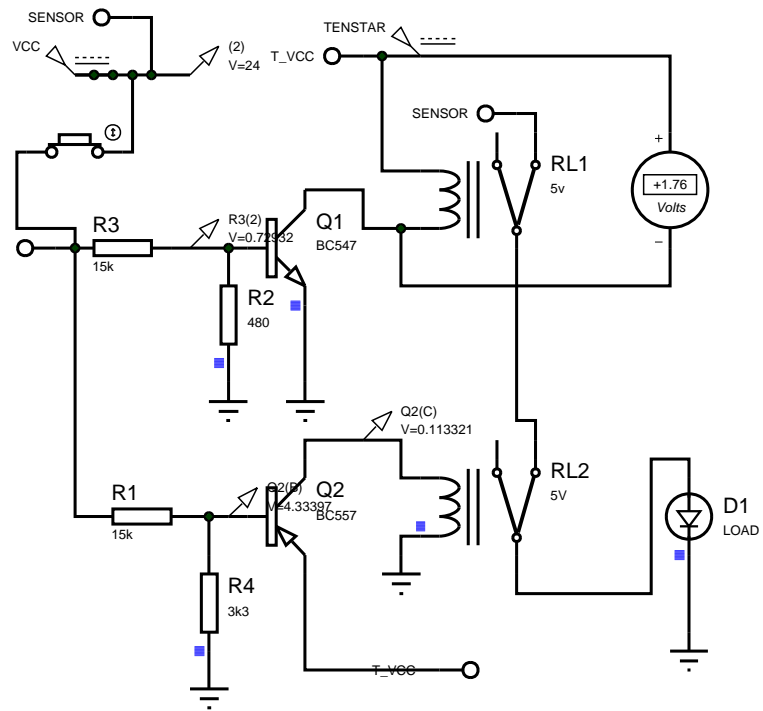 SENSOR
VCC
(2)
V=24
TENSTAR
T_VCC
SENSOR
RL1
5v
+
+1.76
Volts
–
R3
15k
R3(2)
V=0.72932
Q1
BC547
R2
480
Q2(C)
V=0.113321
R1
15k
Q2(B)
V=4.33397
Q2
BC557
RL2
5V
D1
LOAD
R4
3k3
T_VCC